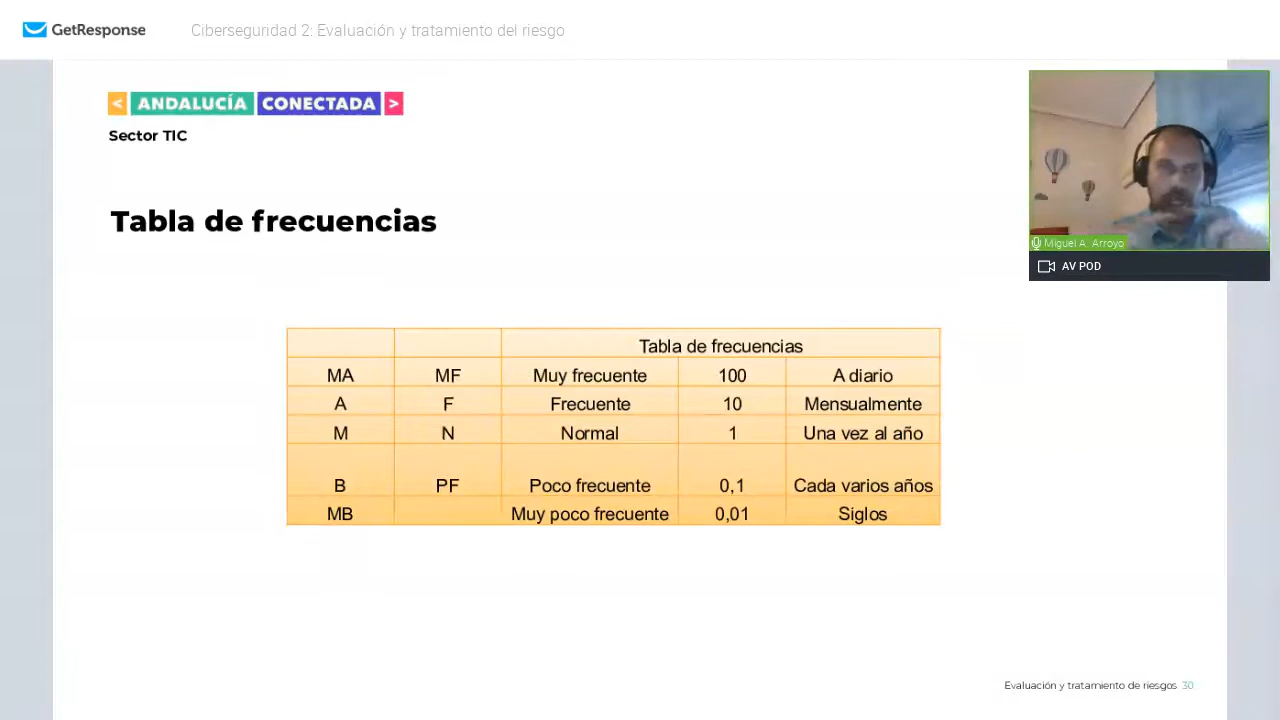 GetResponse
Ciberseguridad 2: Evaluación y tratamiento del riesgo
< ANDALUCÍA CONECTADA >
Sector TIC
Miguel A. Arroyo
AV POD
Tabla de frecuencias
Tabla de frecuencias
MA MF Muy frecuente 100 A diario
A F Frecuente 10 Mensualmente
M N Normal 1 Una vez al año
B PF Poco frecuente 0,1 Cada varios años
MB Muy poco frecuente 0,01 Siglos
Evaluación y tratamiento de riesgos 30